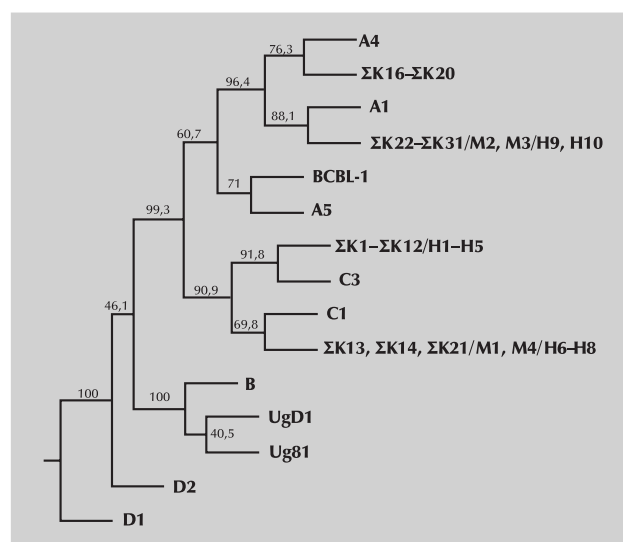 A4
76,3
ΣK16–ΣK20
96,4
A1
88,1
ΣK22–ΣK31/M2, M3/H9, H10
60,7
BCBL-1
71
A5
99,3
ΣK1–ΣK12/H1–H5
91,8
C3
90,9
46,1
C1
69,8
ΣK13, ΣK14, ΣK21/M1, M4/H6–H8
B
100
100
UgD1
40,5
Ug81
D2
D1